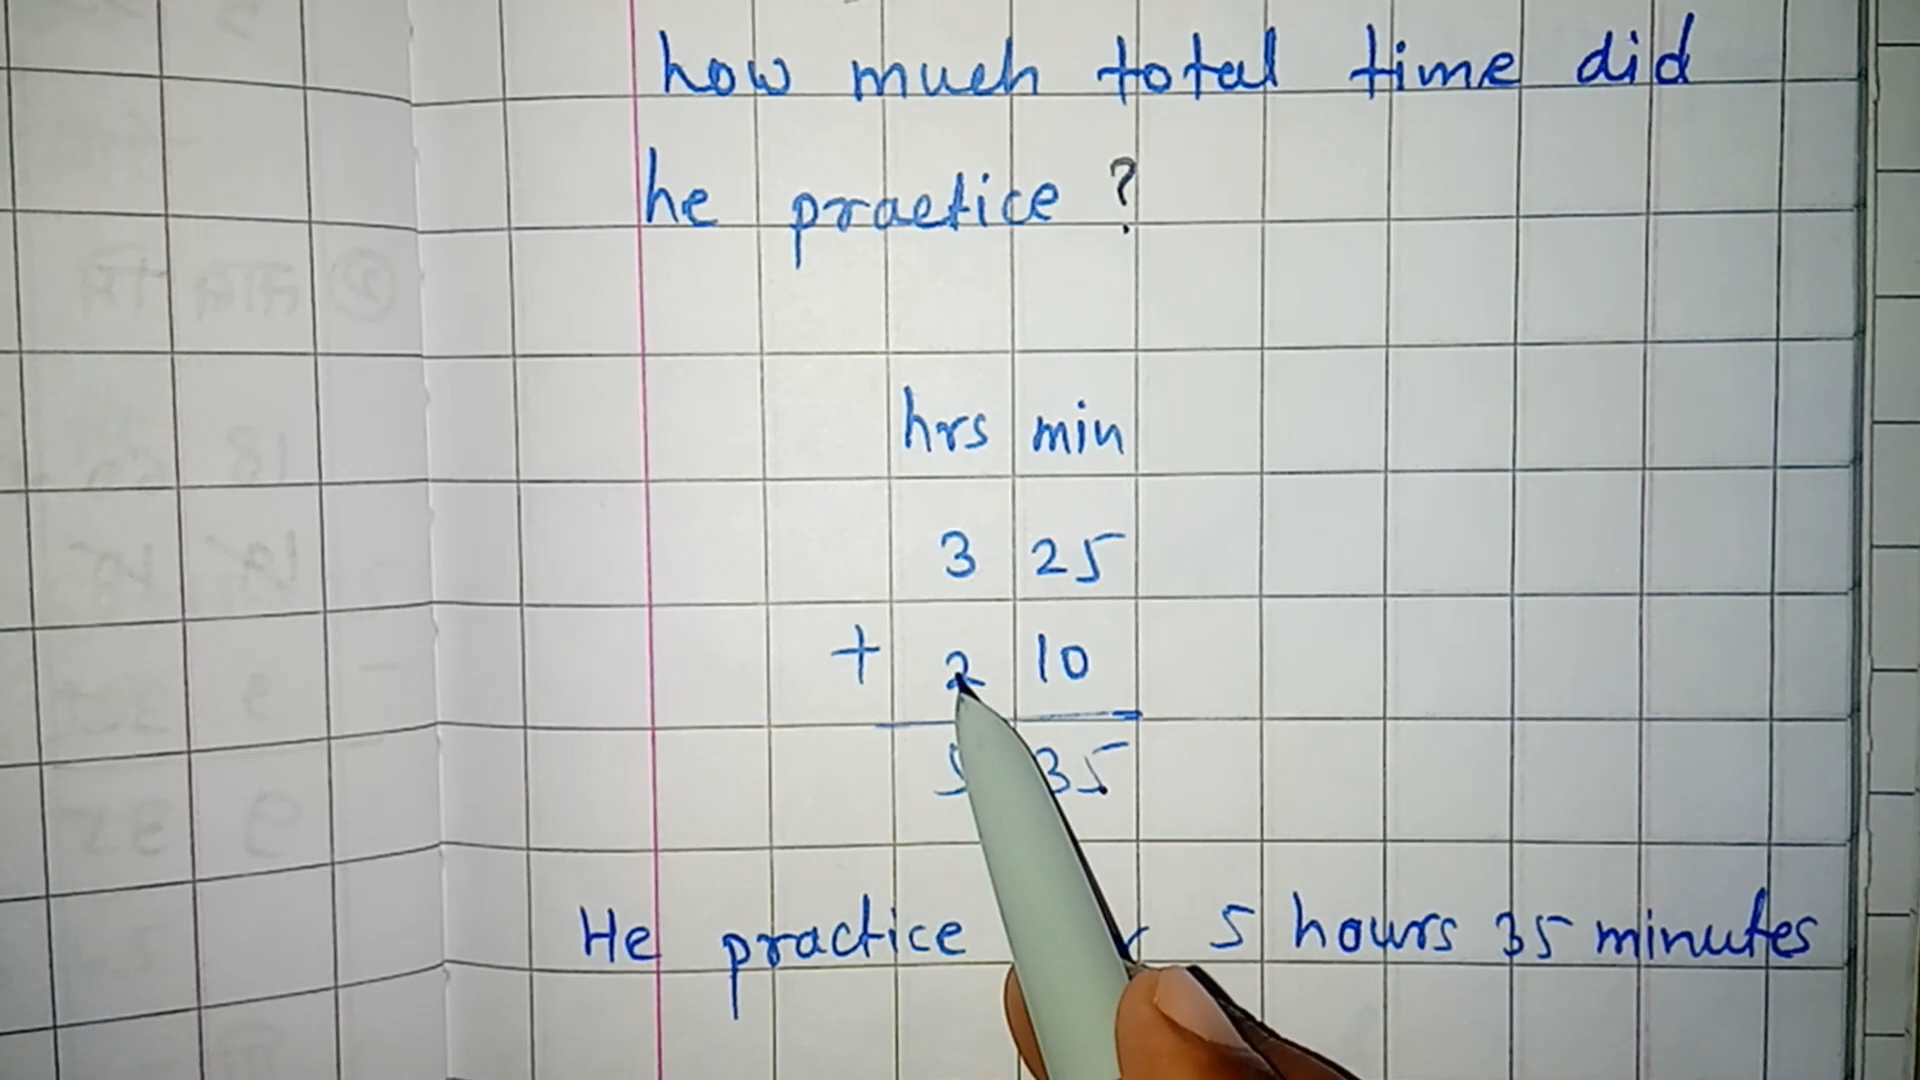 how much total time did
he practice ?
hrs min
3 25
+ 2 10
5 35
He practice 5 hours 35 minutes